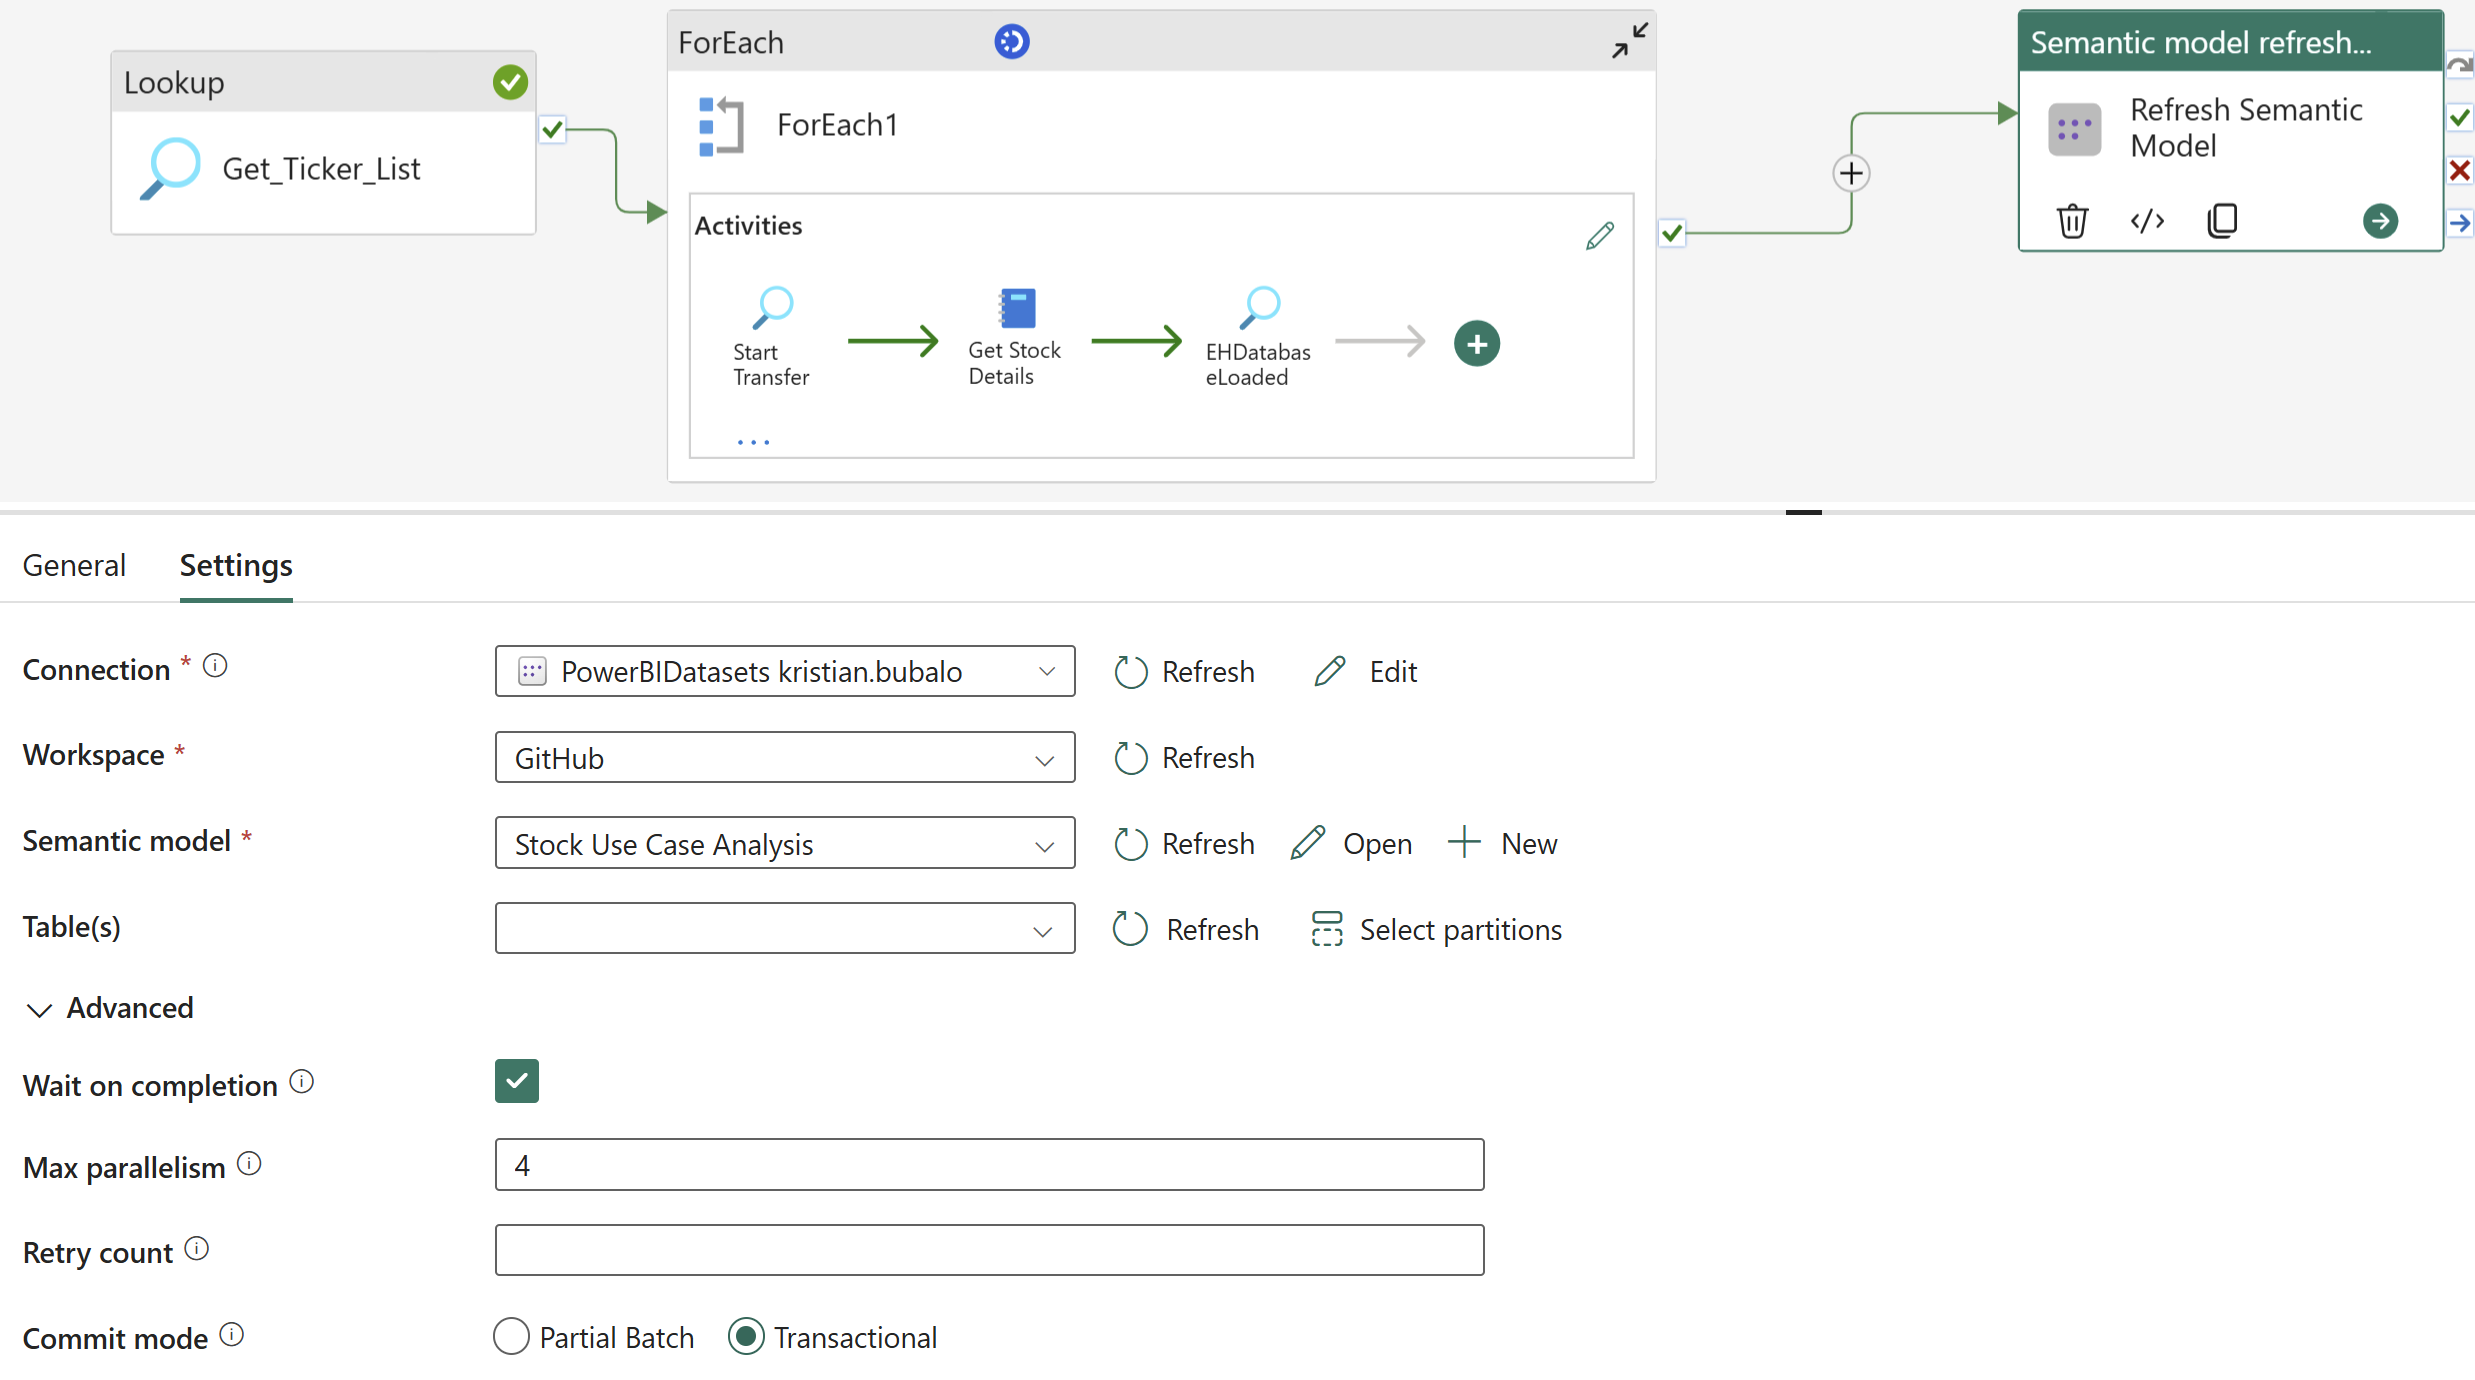 Lookup
Get_Ticker_List
ForEach
ForEach1
Activities
Start
Transfer
Get Stock
Details
EHDatabas
eLoaded
...
Semantic model refresh...
Refresh Semantic
Model
General Settings
Connection * PowerBIDatasets kristian.bubalo Refresh Edit
Workspace * GitHub Refresh
Semantic model * Stock Use Case Analysis Refresh Open New
Table(s) Refresh Select partitions
Advanced
Wait on completion
Max parallelism 4
Retry count
Commit mode Partial Batch Transactional